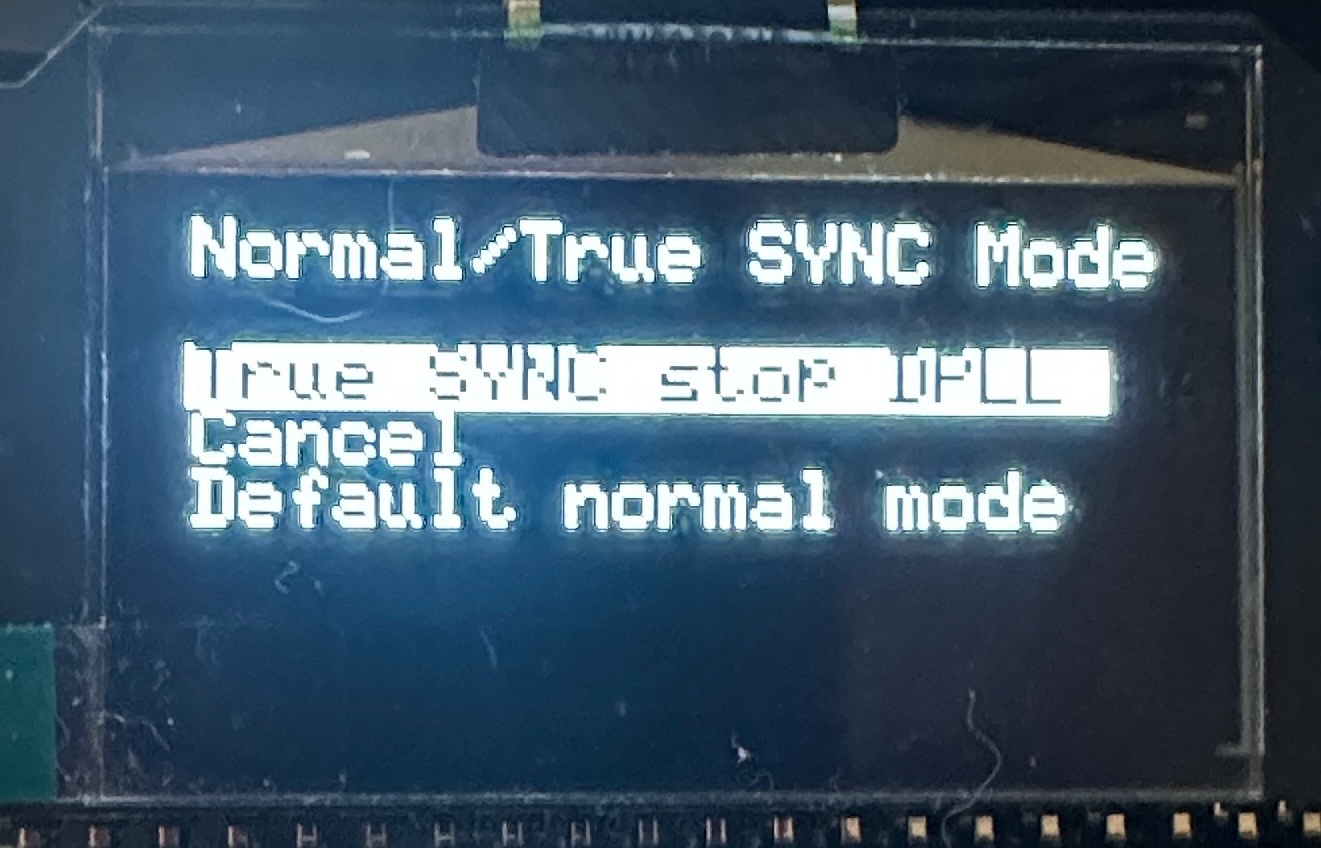 Normal/True SYNC Mode
True SYNC stop DPLL
Cancel
Default normal mode